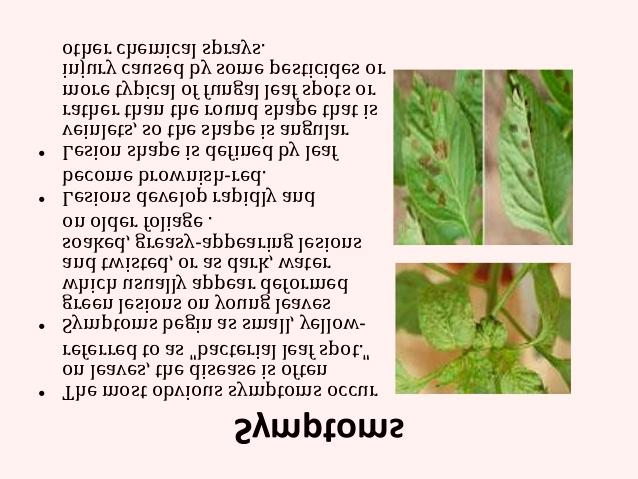 Symptoms
• The most obvious symptoms occur
on leaves, the disease is often
referred to as "bacterial leaf spot."
• Symptoms begin as small, yellow-
green lesions on young leaves
which usually appear deformed
and twisted, or as dark, water
soaked, greasy-appearing lesions
on older foliage .
• Lesions develop rapidly and
become brownish-red.
• Lesion shape is defined by leaf
veinlets, so the shape is angular
rather than the round shape that is
more typical of fungal leaf spots or
injury caused by some pesticides or
other chemical sprays.